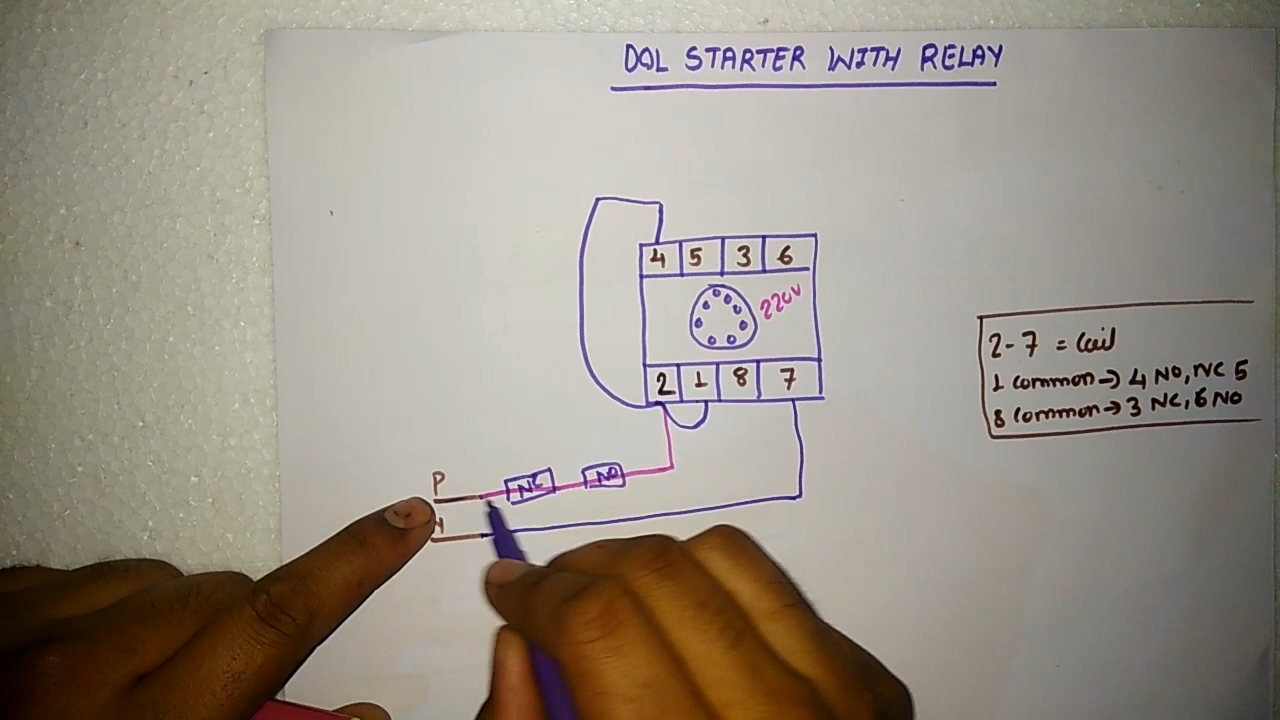 DOL STARTER WITH RELAY
4 5 3 6
220V
2 1 8 7
2-7 = Coil
1 Common→ 4 NO, NC 5
8 Common→ 3 NC, 6 NO
P
NC NO